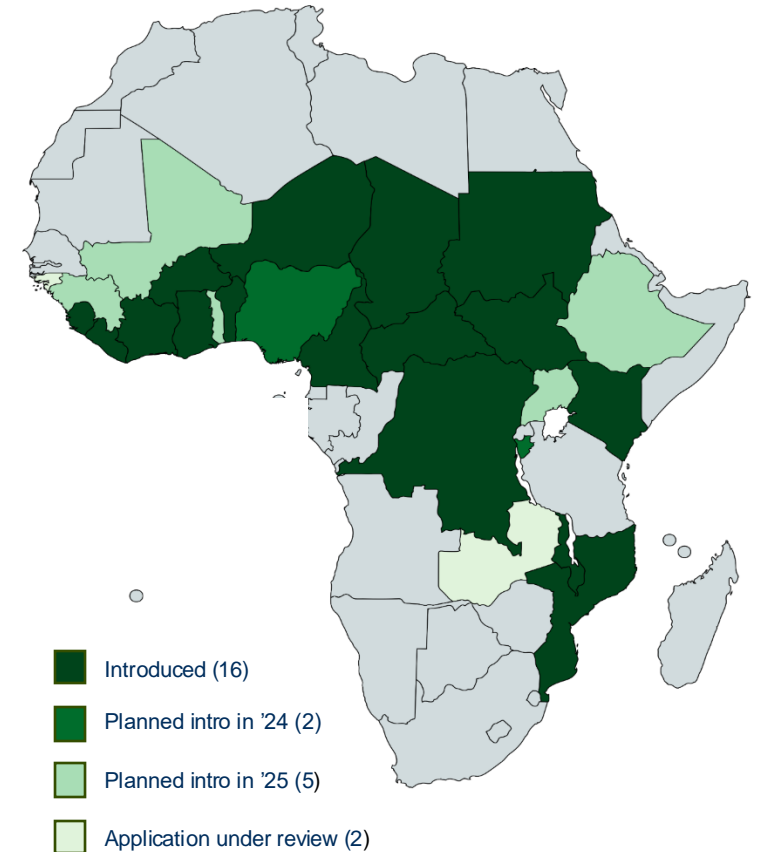 Introduced (16)
Planned intro in ’24 (2)
Planned intro in ’25 (5)
Application under review (2)